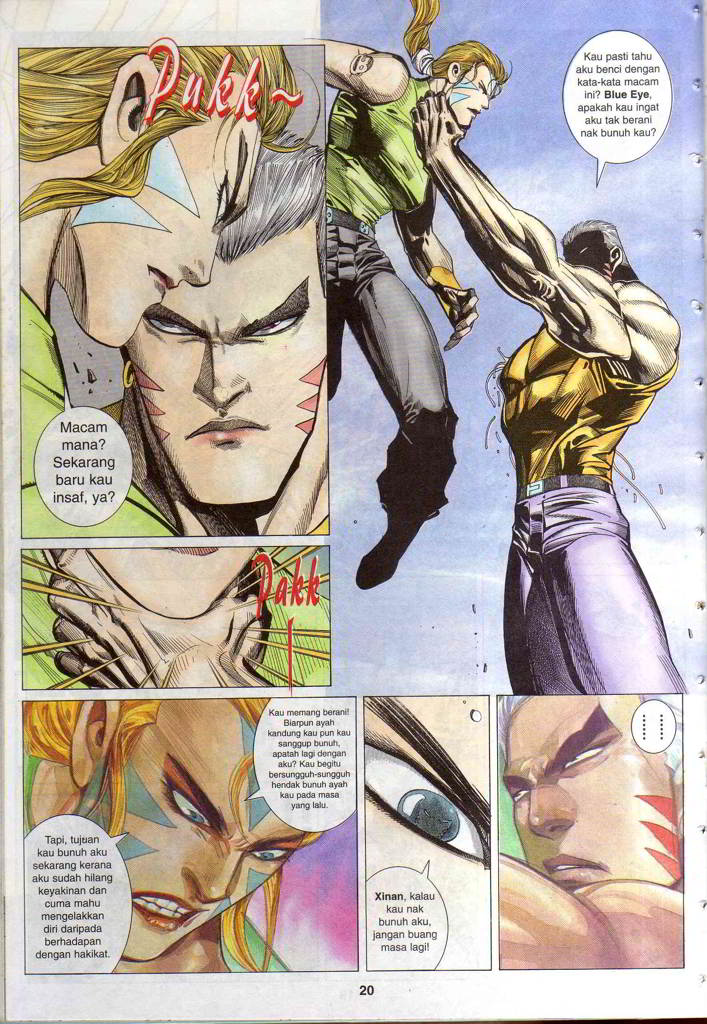 Pukk~
Macam
mana?
Sekarang
baru kau
insaf, ya?
Kau pasti tahu
aku benci dengan
kata-kata macam
ini? Blue Eye,
apakah kau ingat
aku tak berani
nak bunuh kau?
Pakk!
Kau memang berani!
Biarpun ayah
kandung kau pun kau
sanggup bunuh,
apatah lagi dengan
aku? Kau begitu
bersungguh-sungguh
hendak bunuh ayah
kau pada masa
yang lalu.
Tapi, tujuan
kau bunuh aku
sekarang kerana
aku sudah hilang
keyakinan dan
cuma mahu
mengelakkan
diri daripada
berhadapan
dengan hakikat.
Xinan, kalau
kau nak
bunuh aku,
jangan buang
masa lagi!
20